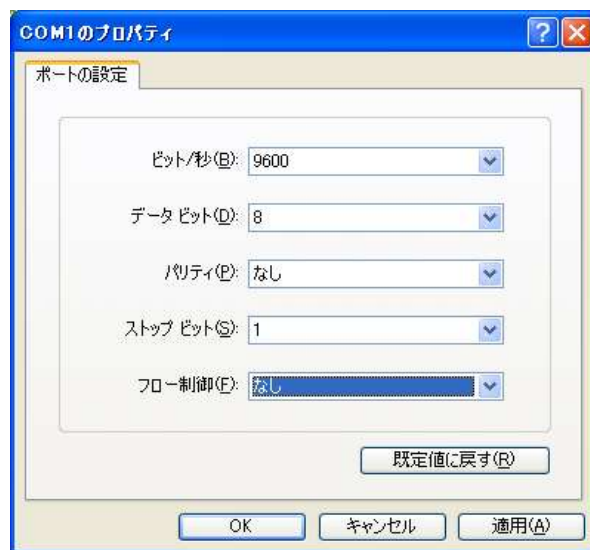 COM1のプロパティ
ポートの設定
ビット/秒(B): 9600
データ ビット(D): 8
パリティ(P): なし
ストップ ビット(S): 1
フロー制御(F): なし
既定値に戻す(R)
OK キャンセル 適用(A)